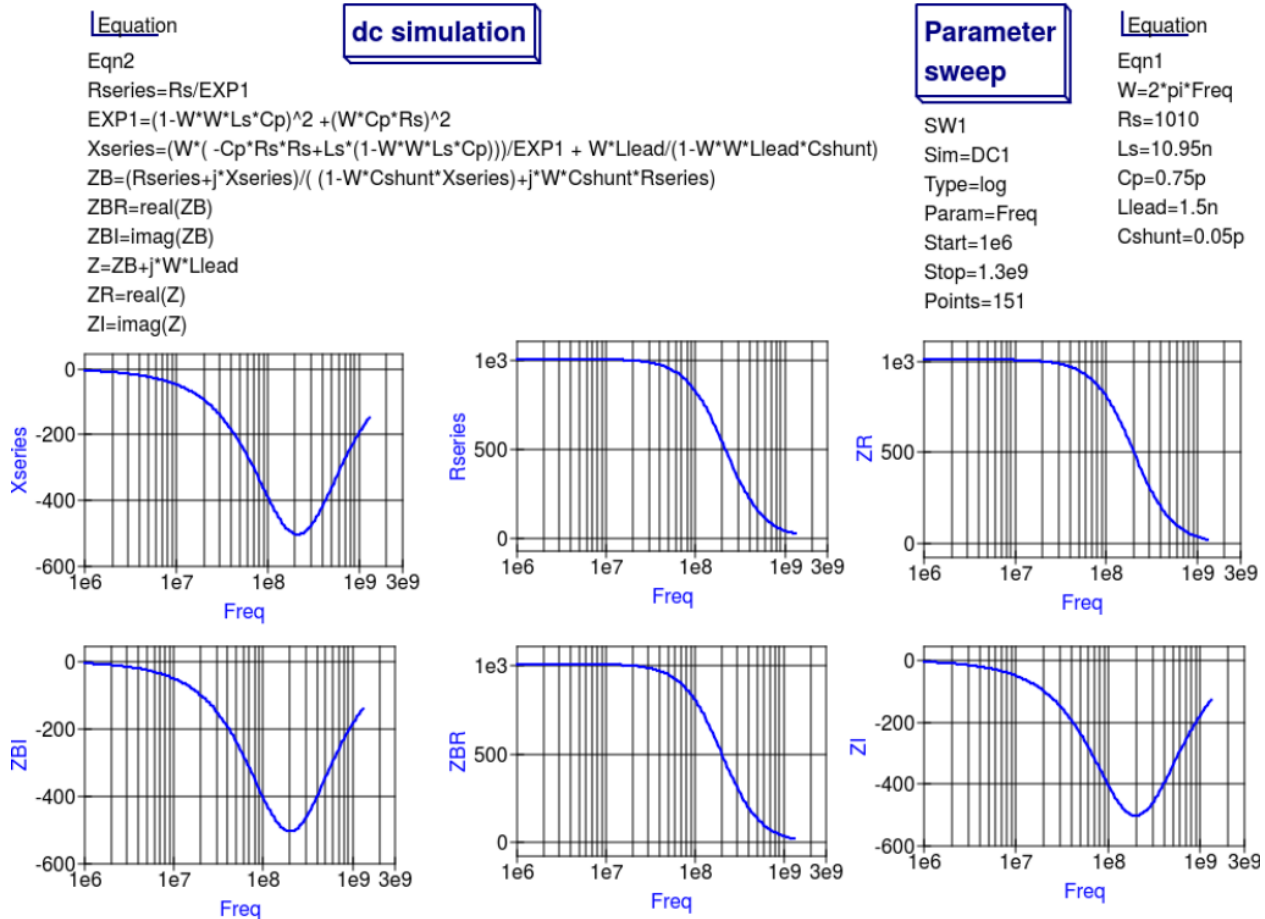 Equation
Eqn2
Rseries=Rs/EXP1
EXP1=(1-W*W*Ls*Cp)^2 +(W*Cp*Rs)^2
Xseries=(W*( -Cp*Rs*Rs+Ls*(1-W*W*Ls*Cp)))/EXP1 + W*Llead/(1-W*W*Llead*Cshunt)
ZB=(Rseries+j*Xseries)/( (1-W*Cshunt*Xseries)+j*W*Cshunt*Rseries)
ZBR=real(ZB)
ZBI=imag(ZB)
Z=ZB+j*W*Llead
ZR=real(Z)
ZI=imag(Z)
dc simulation
Parameter
sweep
SW1
Sim=DC1
Type=log
Param=Freq
Start=1e6
Stop=1.3e9
Points=151
Equation
Eqn1
W=2*pi*Freq
Rs=1010
Ls=10.95n
Cp=0.75p
Llead=1.5n
Cshunt=0.05p
Xseries
0
-200
-400
-600
1e6 1e7 1e8 1e9 3e9
Freq
Rseries
1e3
500
0
1e6 1e7 1e8 1e9 3e9
Freq
ZR
1e3
500
0
1e6 1e7 1e8 1e9 3e9
Freq
ZBI
0
-200
-400
-600
1e6 1e7 1e8 1e9 3e9
Freq
ZBR
1e3
500
0
1e6 1e7 1e8 1e9 3e9
Freq
ZI
0
-200
-400
-600
1e6 1e7 1e8 1e9 3e9
Freq